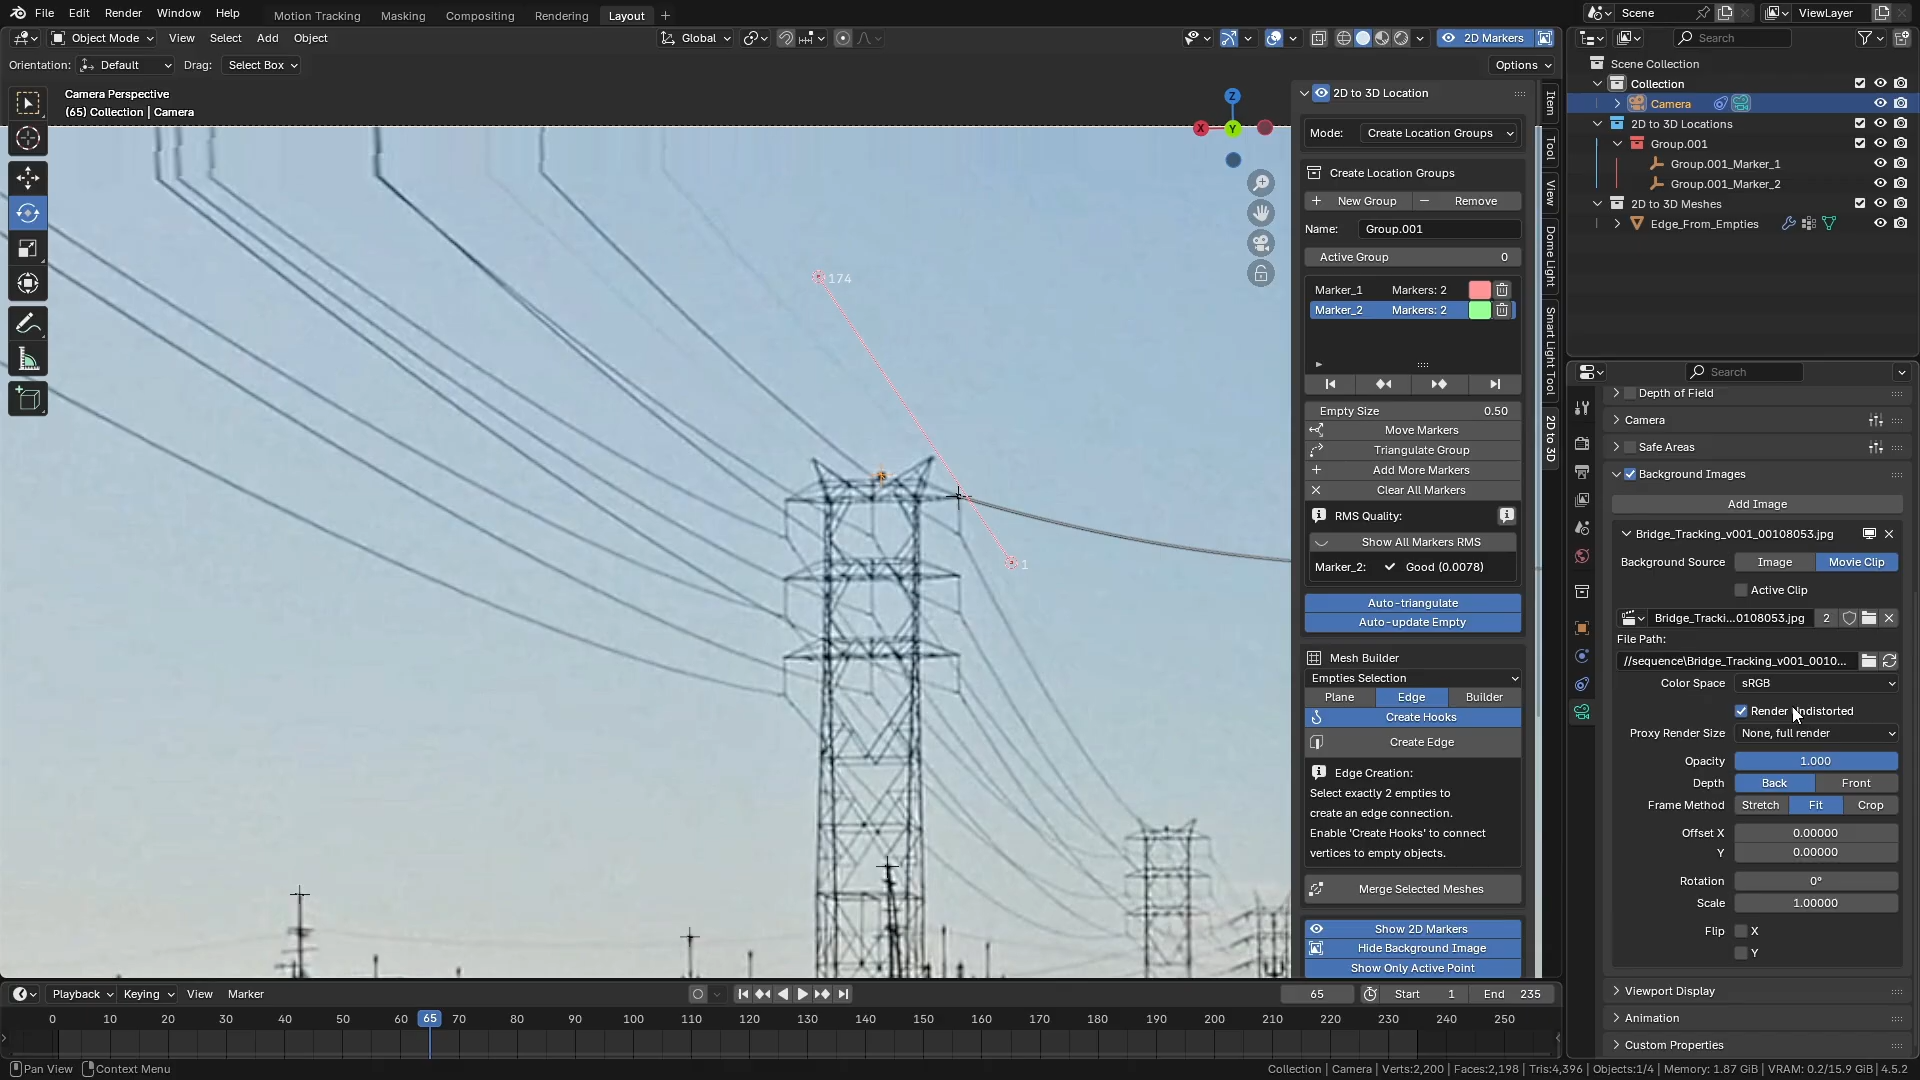 File Edit Render Window Help Motion Tracking Masking Compositing Rendering Layout Scene ViewLayer
Object Mode View Select Add Object Global 2D Markers Search
Orientation: Default Drag: Select Box Options
Camera Perspective
(65) Collection | Camera
174
1
X
Y
Z
2D to 3D Location
Mode: Create Location Groups
Create Location Groups
New Group Remove
Name: Group.001
Active Group 0
Marker_1 Markers: 2
Marker_2 Markers: 2
Empty Size 0.50
Move Markers
Triangulate Group
Add More Markers
Clear All Markers
RMS Quality:
Show All Markers RMS
Marker_2: Good (0.0078)
Auto-triangulate
Auto-update Empty
Mesh Builder
Empties Selection
Plane Edge Builder
Create Hooks
Create Edge
Edge Creation:
Select exactly 2 empties to
create an edge connection.
Enable 'Create Hooks' to connect
vertices to empty objects.
Merge Selected Meshes
Show 2D Markers
Hide Background Image
Show Only Active Point
Item
Tool
View
Dome Light
Smart Light Tool
2D to 3D
Scene Collection
Collection
Camera
2D to 3D Locations
Group.001
Group.001_Marker_1
Group.001_Marker_2
2D to 3D Meshes
Edge_From_Empties
Search
Depth of Field
Camera
Safe Areas
Background Images
Add Image
Bridge_Tracking_v001_00108053.jpg
Background Source Image Movie Clip
Active Clip
Bridge_Tracki...0108053.jpg 2
File Path:
//sequence\Bridge_Tracking_v001_0010...
Color Space sRGB
Render Undistorted
Proxy Render Size None, full render
Opacity 1.000
Depth Back Front
Frame Method Stretch Fit Crop
Offset X 0.00000
Y 0.00000
Rotation 0°
Scale 1.00000
Flip X
Y
Viewport Display
Animation
Custom Properties
Playback Keying View Marker 65 Start 1 End 235
0 10 20 30 40 50 60 65 70 80 90 100 110 120 130 140 150 160 170 180 190 200 210 220 230 240 250
Pan View Context Menu Collection | Camera | Verts:2,200 | Faces:2,198 | Tris:4,396 | Objects:1/4 | Memory: 1.87 GiB | VRAM: 0.2/15.9 GiB | 4.5.2